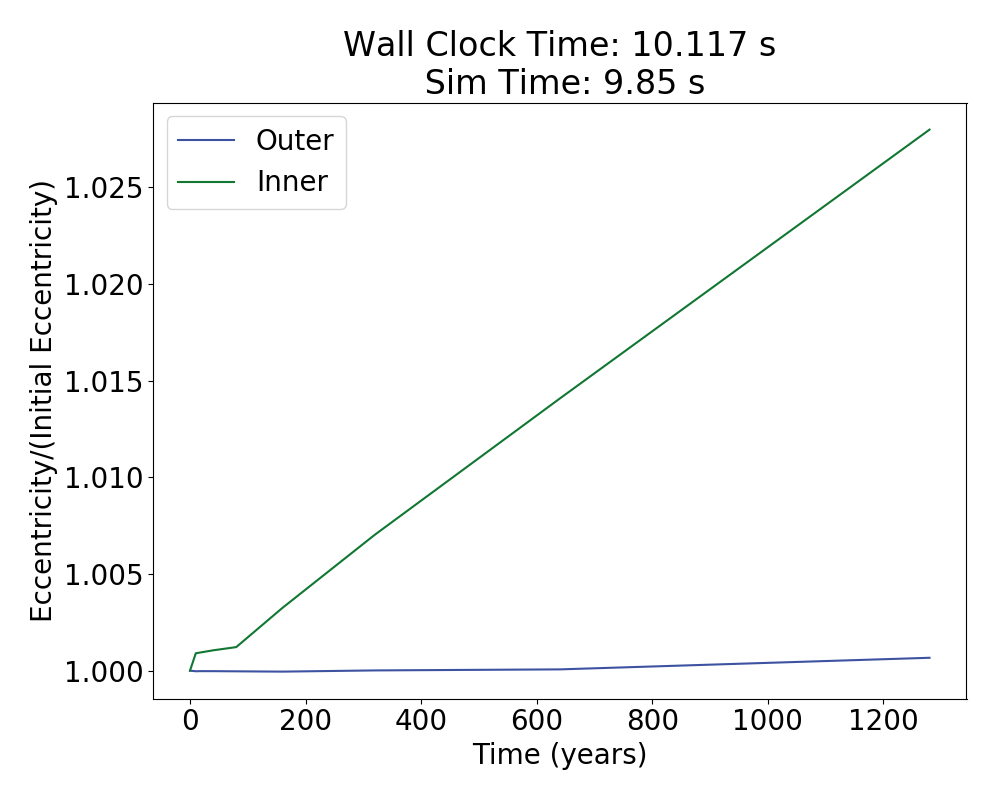 Wall Clock Time: 10.117 s
Sim Time: 9.85 s
Outer
Inner
Eccentricity/(Initial Eccentricity)
1.025
1.020
1.015
1.010
1.005
1.000
0 200 400 600 800 1000 1200
Time (years)